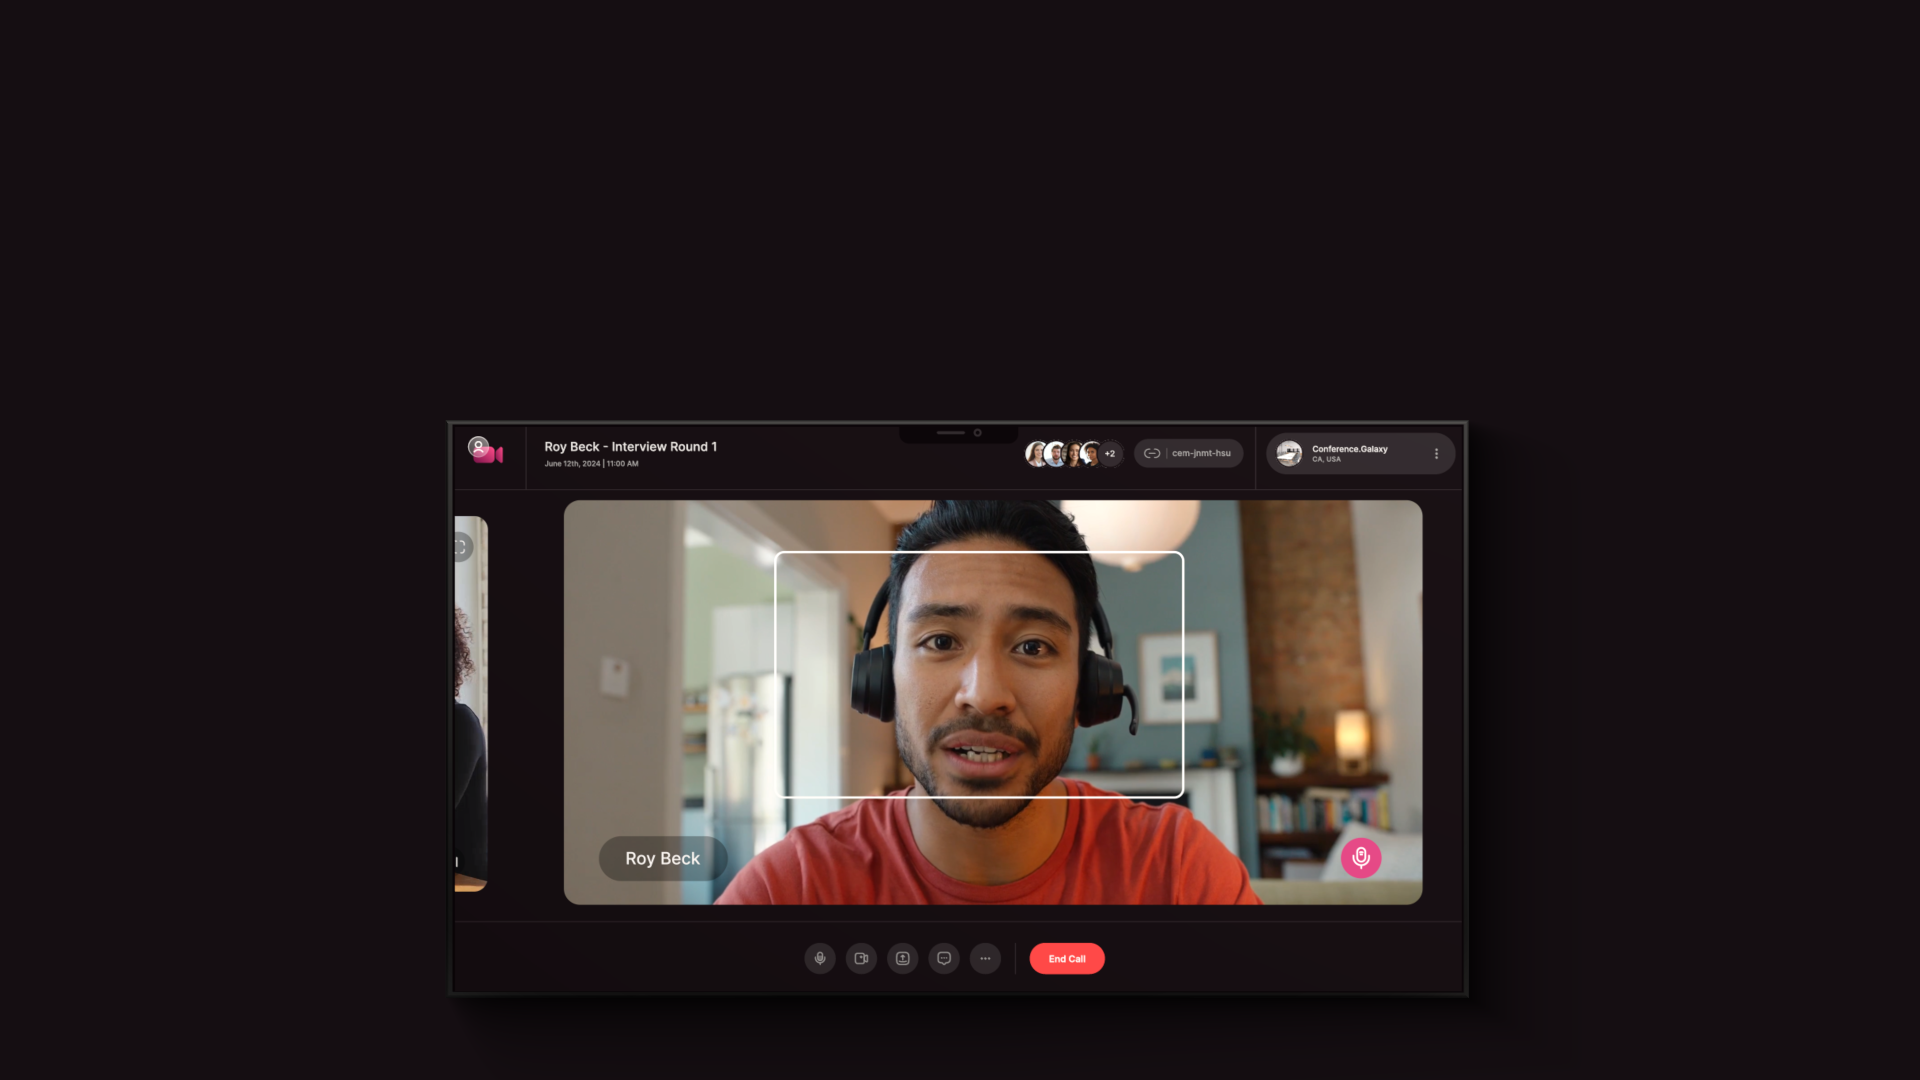 Roy Beck - Interview Round 1
June 12th, 2024 | 11:00 AM
+2
cem-jnmt-hsu
Conference.Galaxy
CA, USA
Roy Beck
End Call